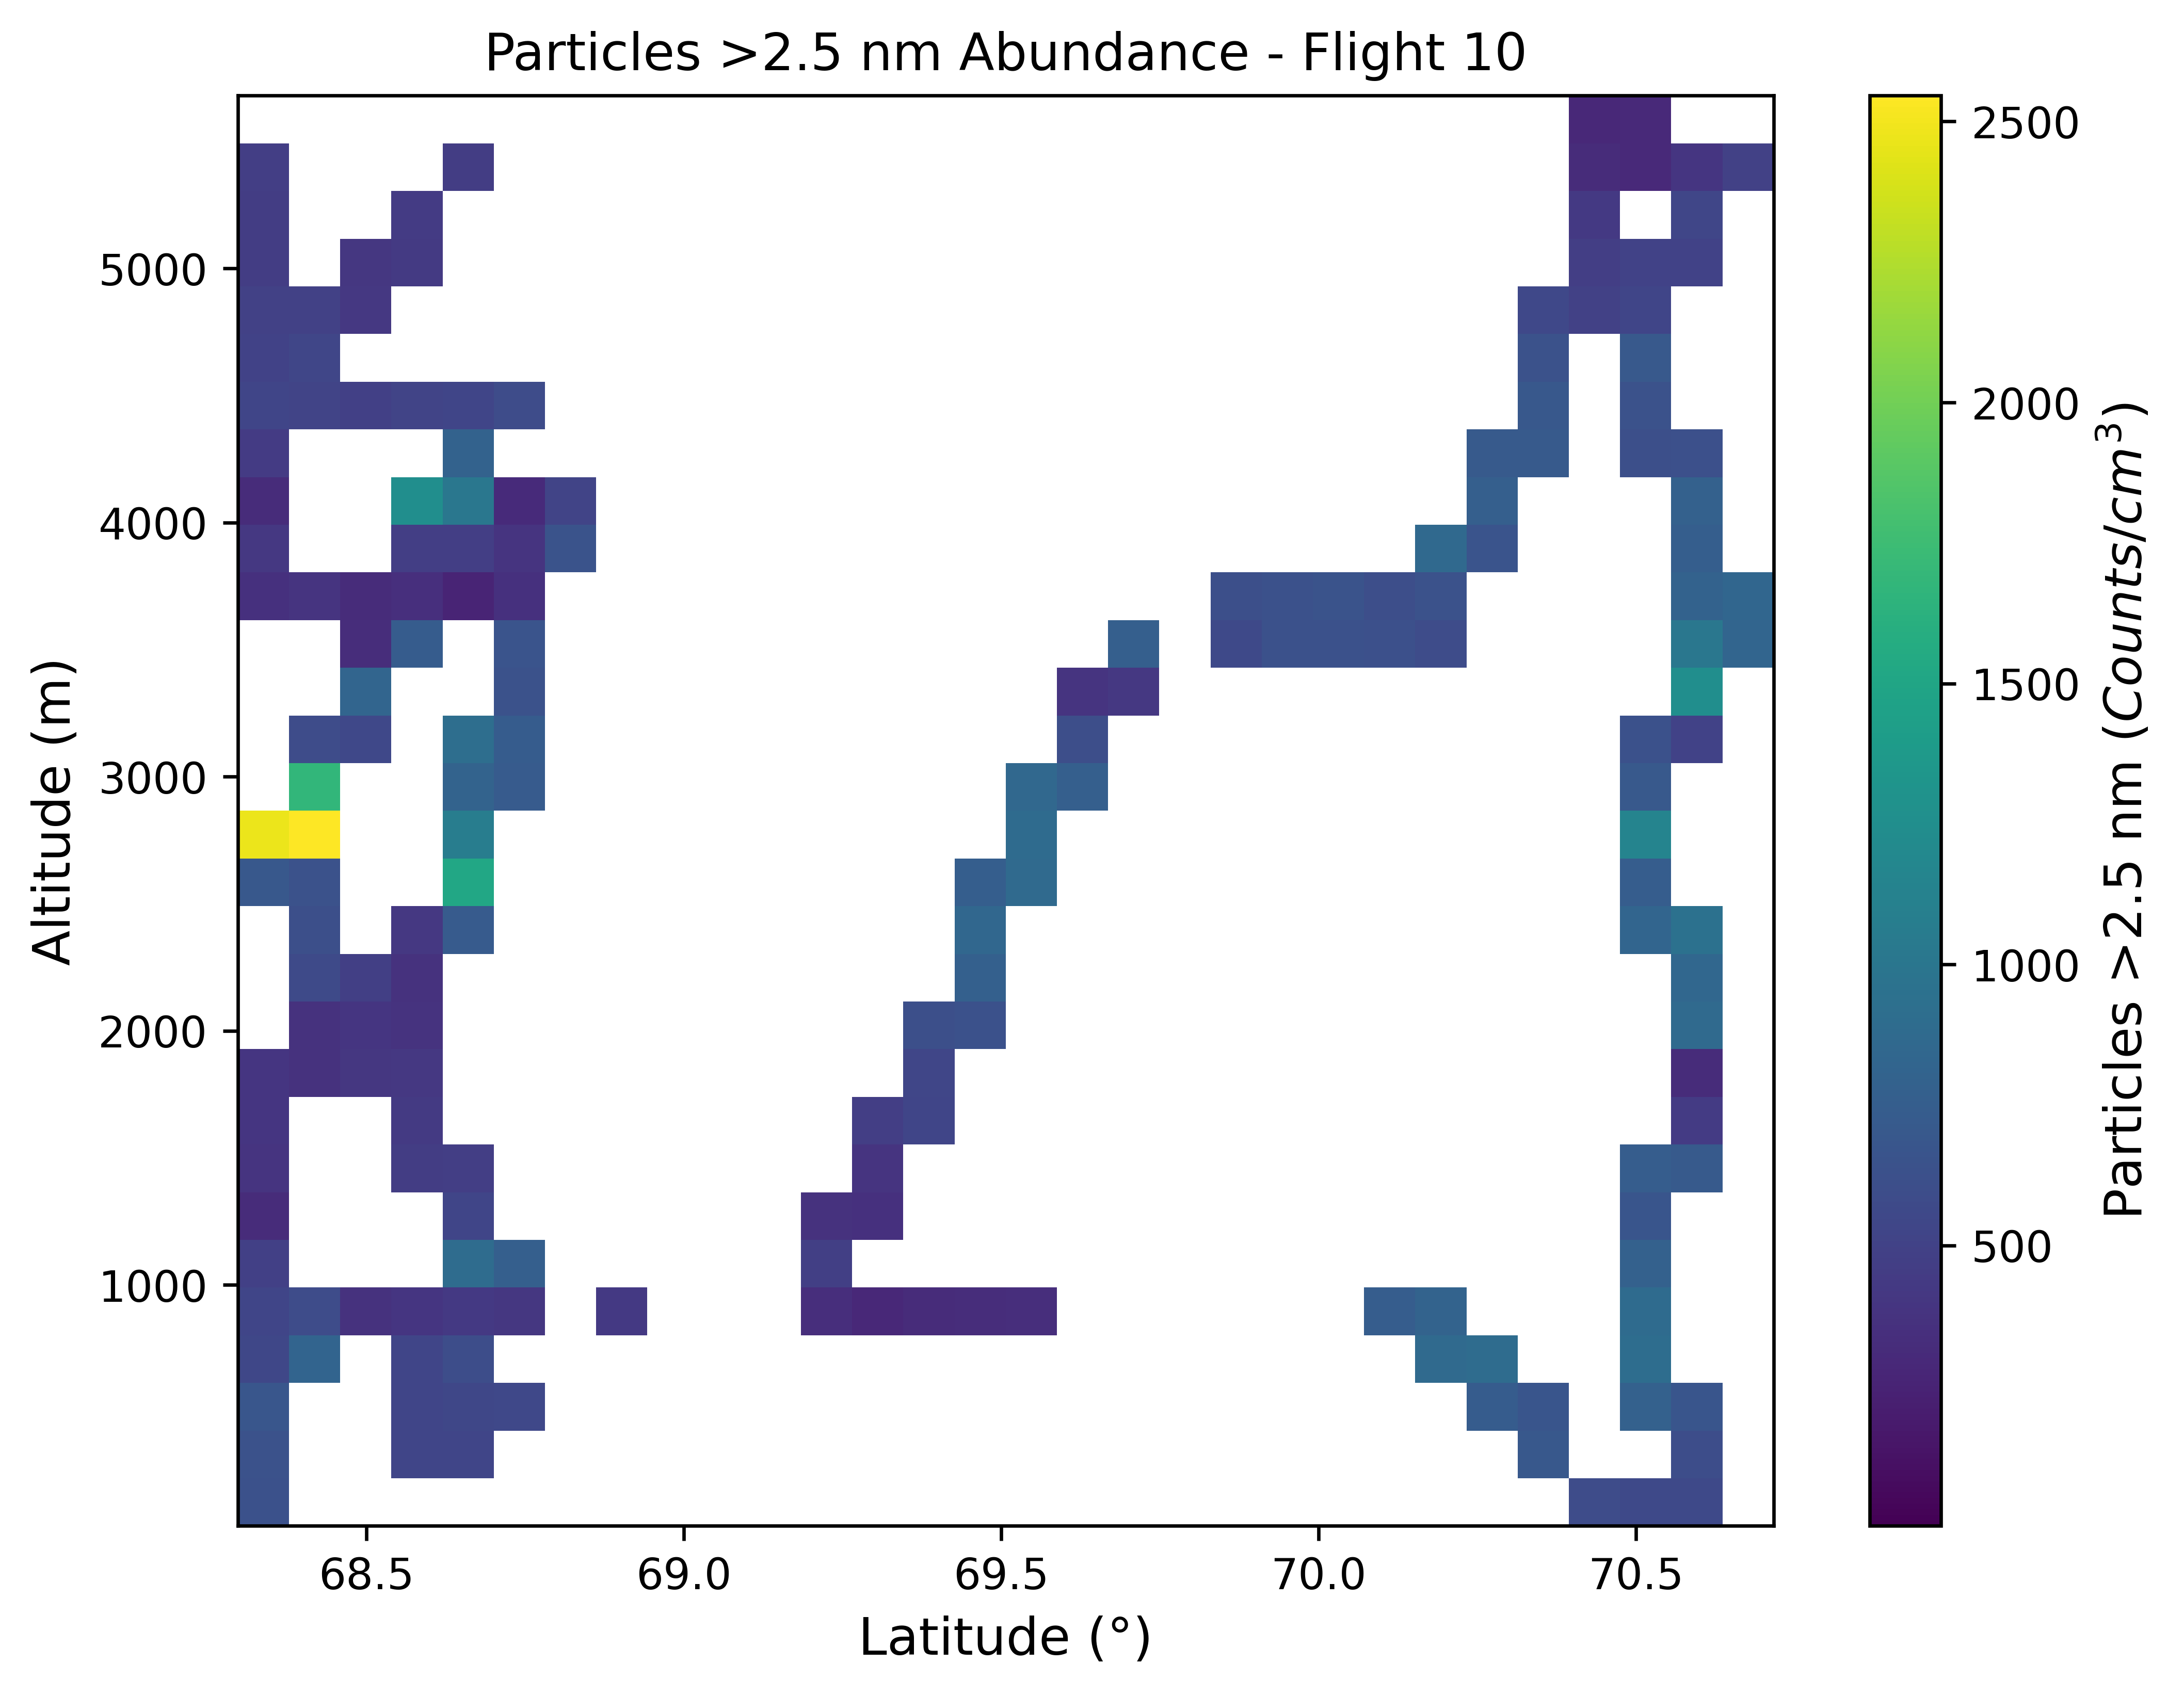 Particles >2.5 nm Abundance - Flight 10
5000
4000
3000
2000
1000
Altitude (m)
68.5 69.0 69.5 70.0 70.5
Latitude (°)
2500
2000
1500
1000
500
Particles >2.5 nm (Counts/cm³)